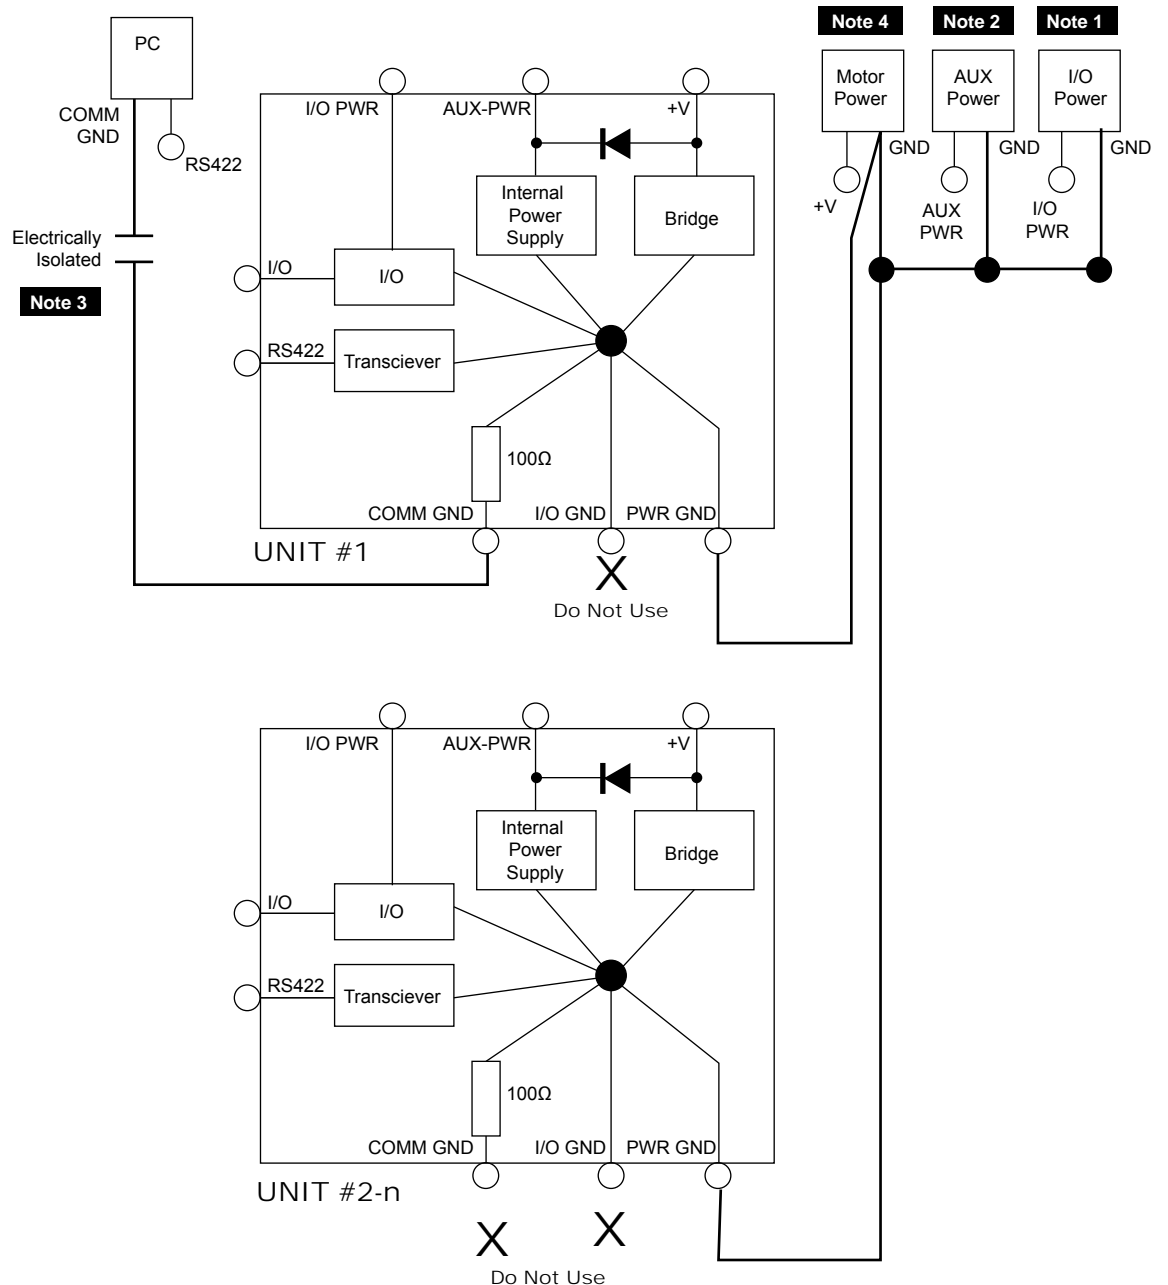 PC
COMM
GND
RS422
Electrically
Isolated
Note 3
I/O PWR
AUX-PWR
+V
Internal
Power
Supply
Bridge
I/O
I/O
RS422
Transciever
100Ω
COMM GND
I/O GND
PWR GND
UNIT #1
X
Do Not Use
Note 4
Note 2
Note 1
Motor
Power
AUX
Power
I/O
Power
GND
GND
GND
+V
AUX
PWR
I/O
PWR
I/O PWR
AUX-PWR
+V
Internal
Power
Supply
Bridge
I/O
I/O
RS422
Transciever
100Ω
COMM GND
I/O GND
PWR GND
UNIT #2-n
X
X
Do Not Use